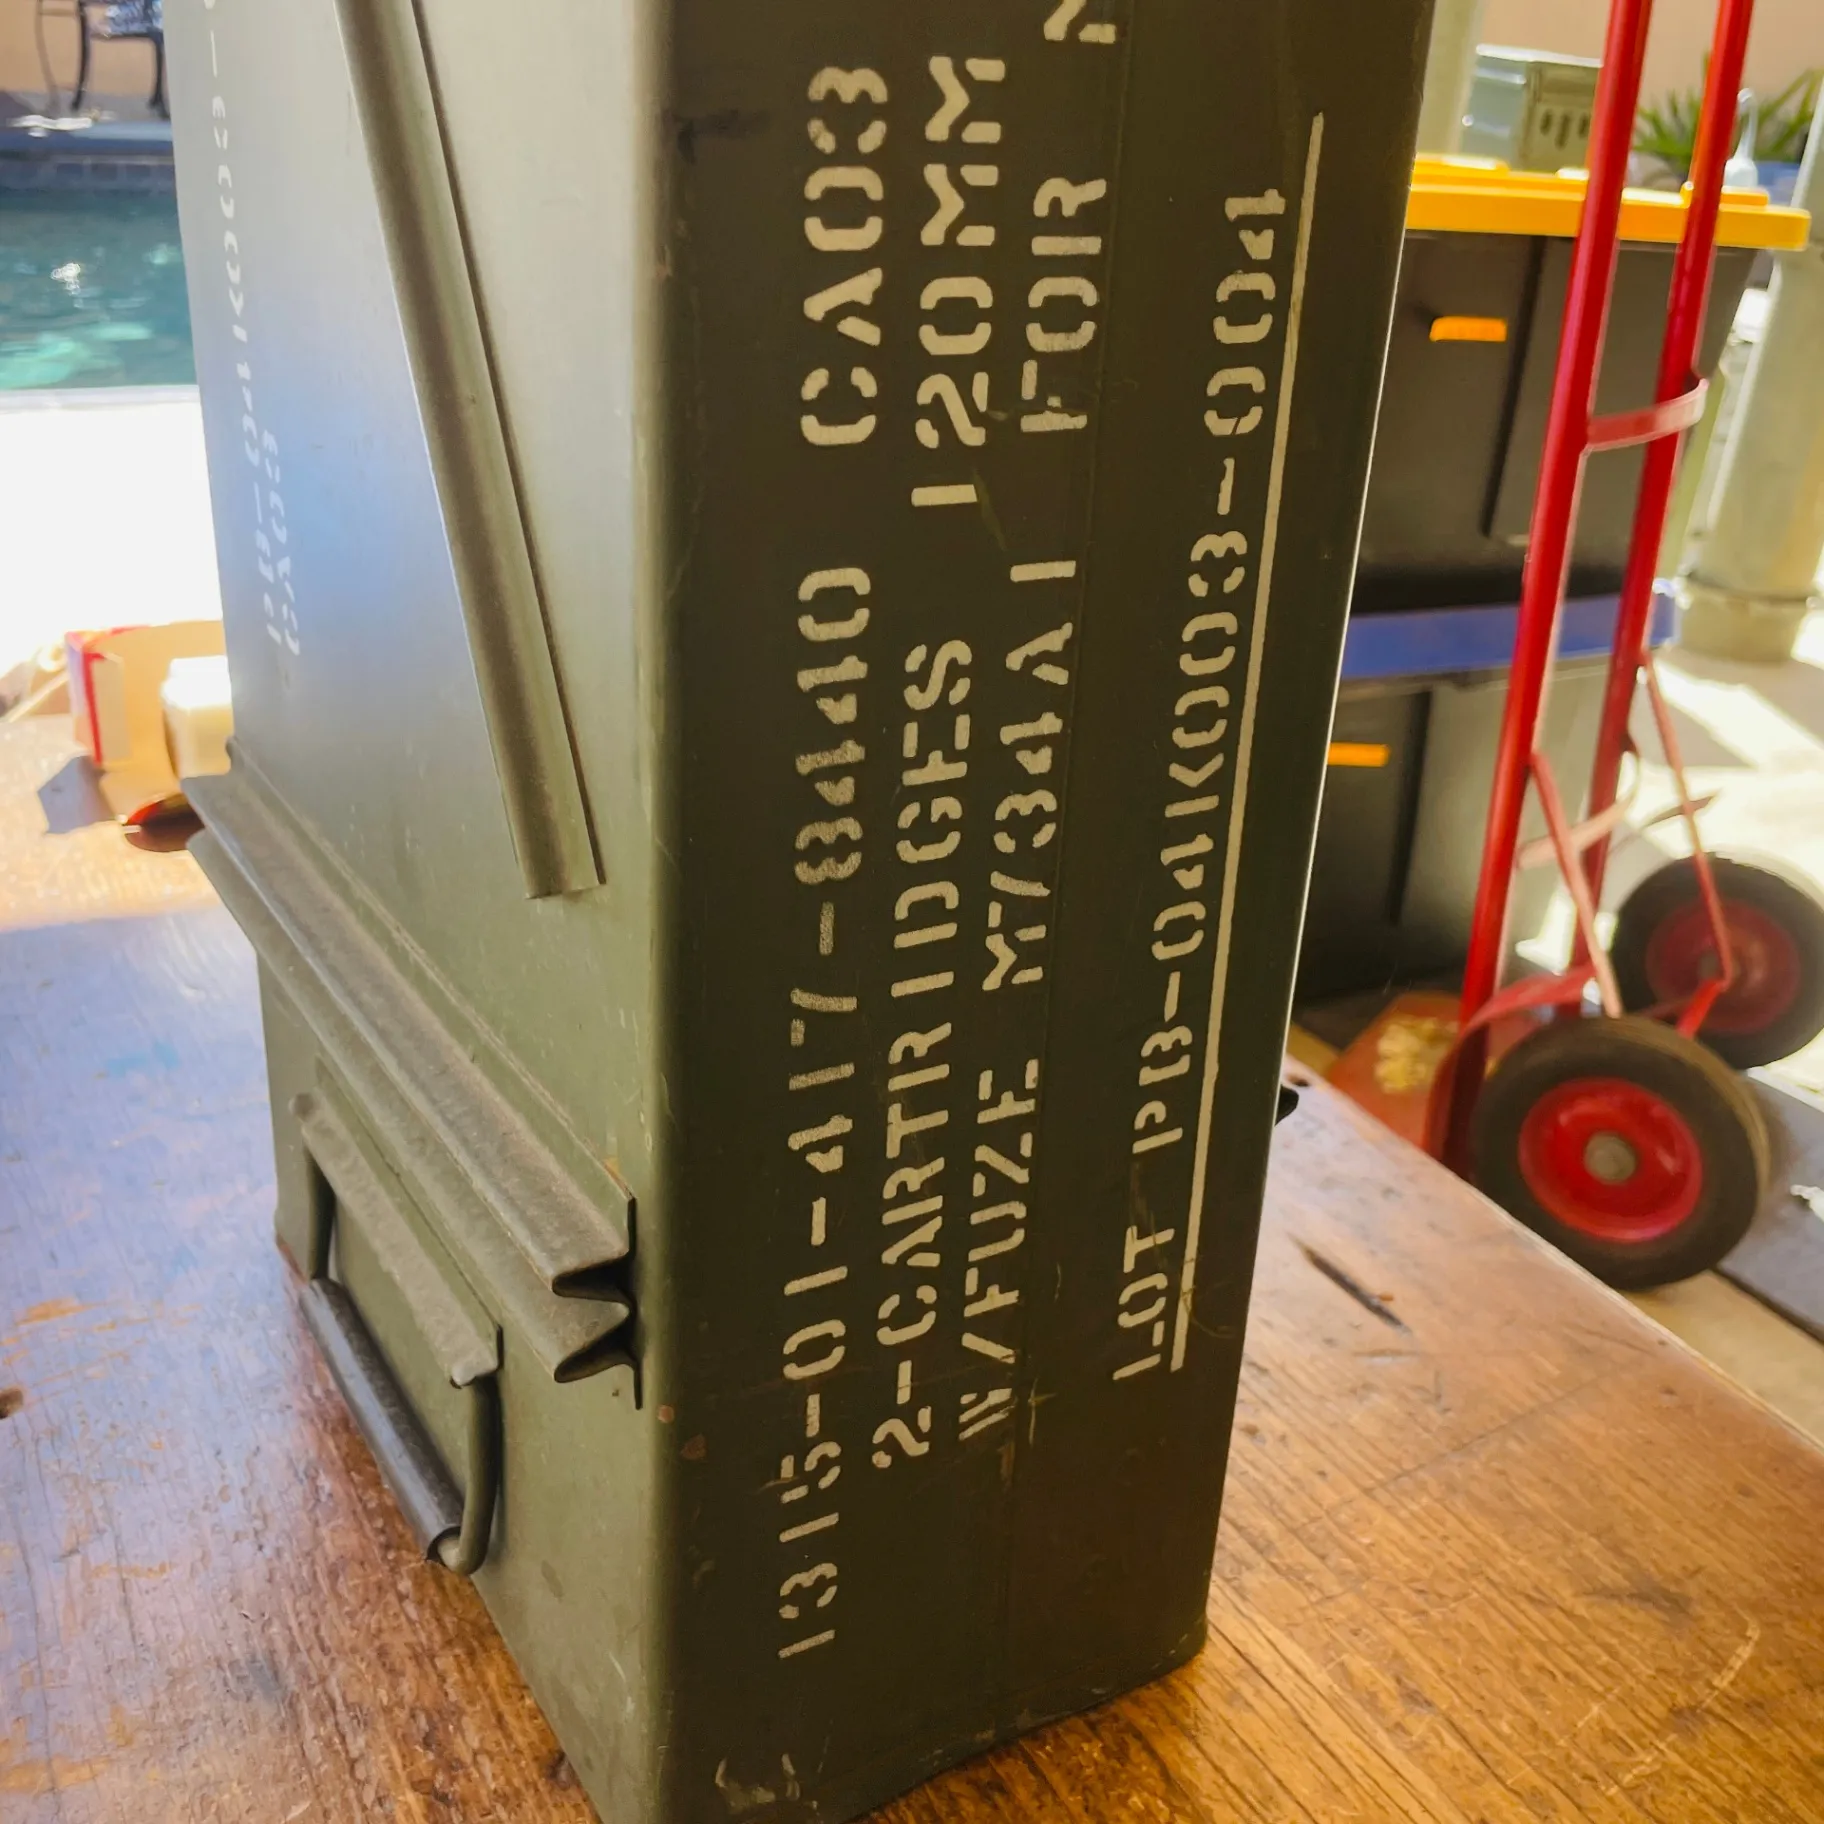 1315-01-417-8440 CA03
2-CARTRIDGES 120MM
W/FUZE M734A1 FOR
LOT PB-04K003-004